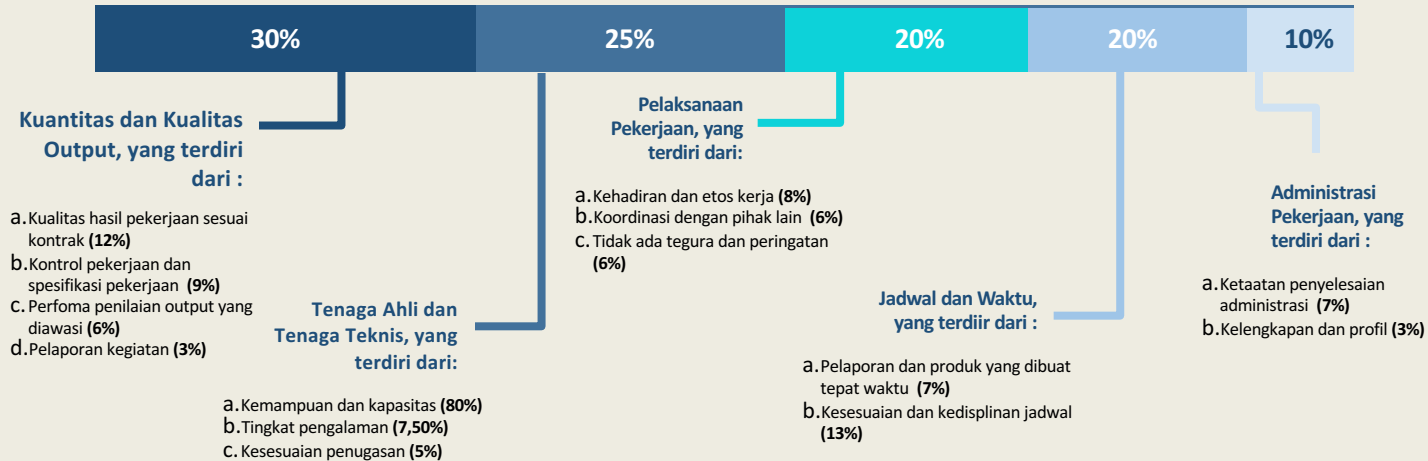 30%
25%
20%
20%
10%
Kuantitas dan Kualitas
Output, yang terdiri
dari :
a. Kualitas hasil pekerjaan sesuai
kontrak (12%)
b. Kontrol pekerjaan dan
spesifikasi pekerjaan (9%)
c. Perfoma penilaian output yang
diawasi (6%)
d. Pelaporan kegiatan (3%)
Tenaga Ahli dan
Tenaga Teknis, yang
terdiri dari:
a. Kemampuan dan kapasitas (80%)
b. Tingkat pengalaman (7,50%)
c. Kesesuaian penugasan (5%)
Pelaksanaan
Pekerjaan, yang
terdiri dari:
a. Kehadiran dan etos kerja (8%)
b. Koordinasi dengan pihak lain (6%)
c. Tidak ada tegura dan peringatan
(6%)
Jadwal dan Waktu,
yang terdiir dari :
a. Pelaporan dan produk yang dibuat
tepat waktu (7%)
b. Kesesuaian dan kedisplinan jadwal
(13%)
Administrasi
Pekerjaan, yang
terdiri dari :
a. Ketaatan penyelesaian
administrasi (7%)
b. Kelengkapan dan profil (3%)